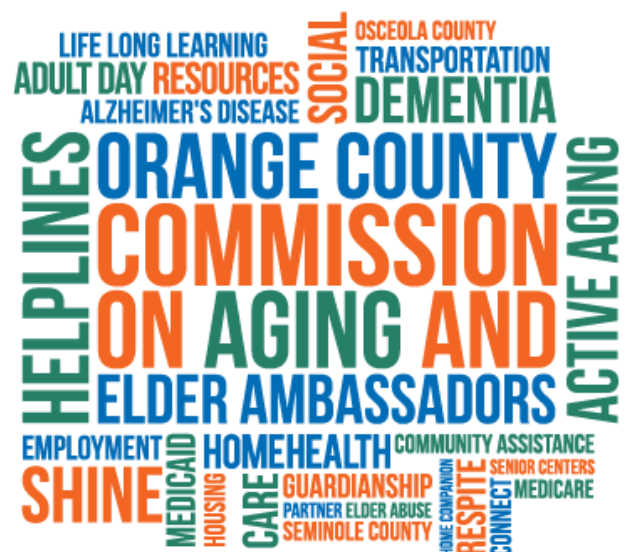 LIFE LONG LEARNING
ADULT DAY RESOURCES
ALZHEIMER'S DISEASE
SOCIAL
OSCEOLA COUNTY
TRANSPORTATION
DEMENTIA
HELPLINES
ORANGE COUNTY
COMMISSION
ON AGING AND
ELDER AMBASSADORS
ACTIVE AGING
EMPLOYMENT
SHINE
MEDICAID
HOMEHEALTH
HOUSING
CARE
GUARDIANSHIP
PARTNER ELDER ABUSE
SEMINOLE COUNTY
COMMUNITY ASSISTANCE
COMPANION
RESPITE
SENIOR CENTERS
CONNECT
MEDICARE